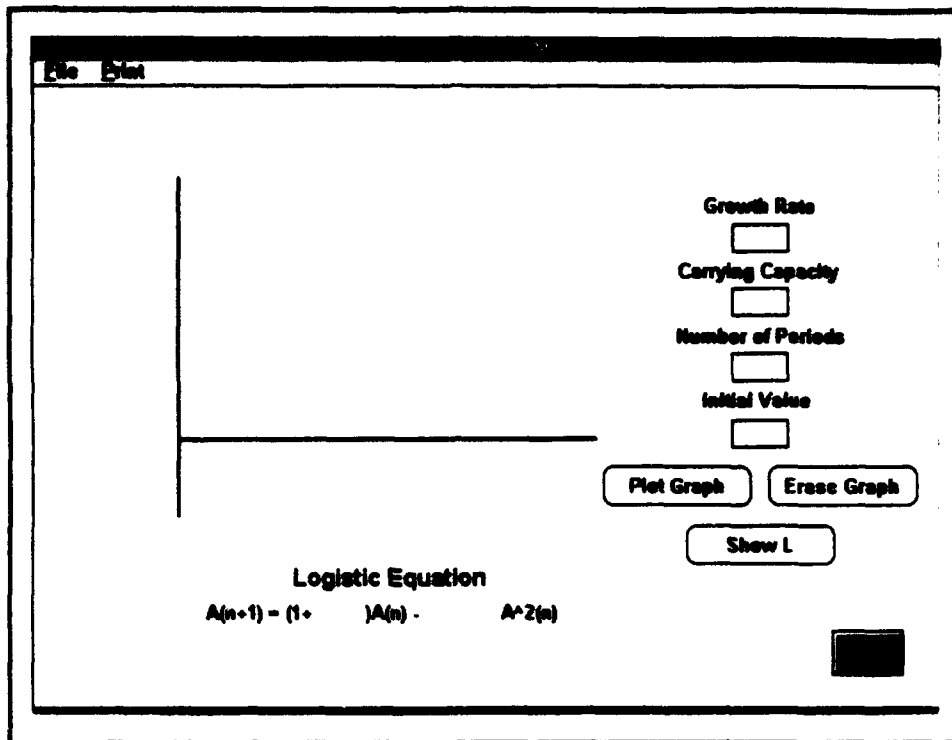 File Print
Growth Rate
Carrying Capacity
Number of Periods
Initial Value
Plot Graph Erase Graph
Show L
Logistic Equation
A(n+1) = (1+ )A(n) - A^2(n)